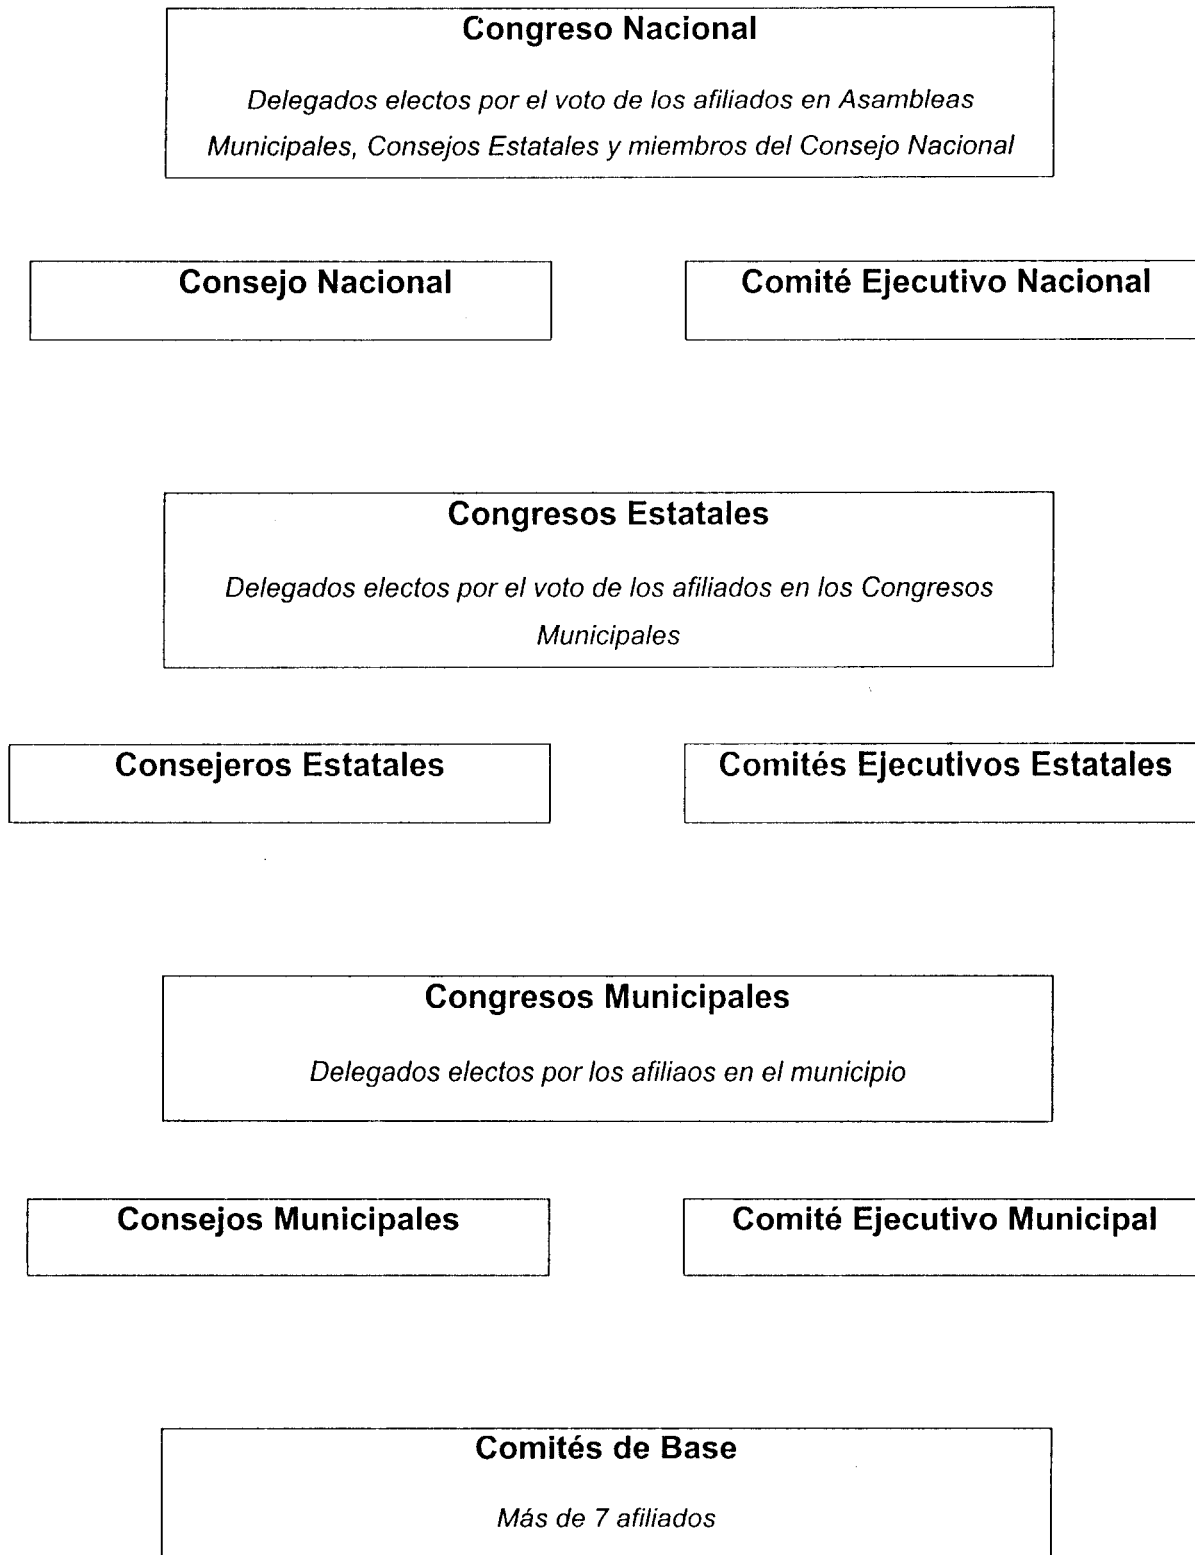 Congreso Nacional
Delegados electos por el voto de los afiliados en Asambleas
Municipales, Consejos Estatales y miembros del Consejo Nacional
Consejo Nacional
Comité Ejecutivo Nacional
Congresos Estatales
Delegados electos por el voto de los afiliados en los Congresos
Municipales
Consejeros Estatales
Comités Ejecutivos Estatales
Congresos Municipales
Delegados electos por los afiliaos en el municipio
Consejos Municipales
Comité Ejecutivo Municipal
Comités de Base
Más de 7 afiliados